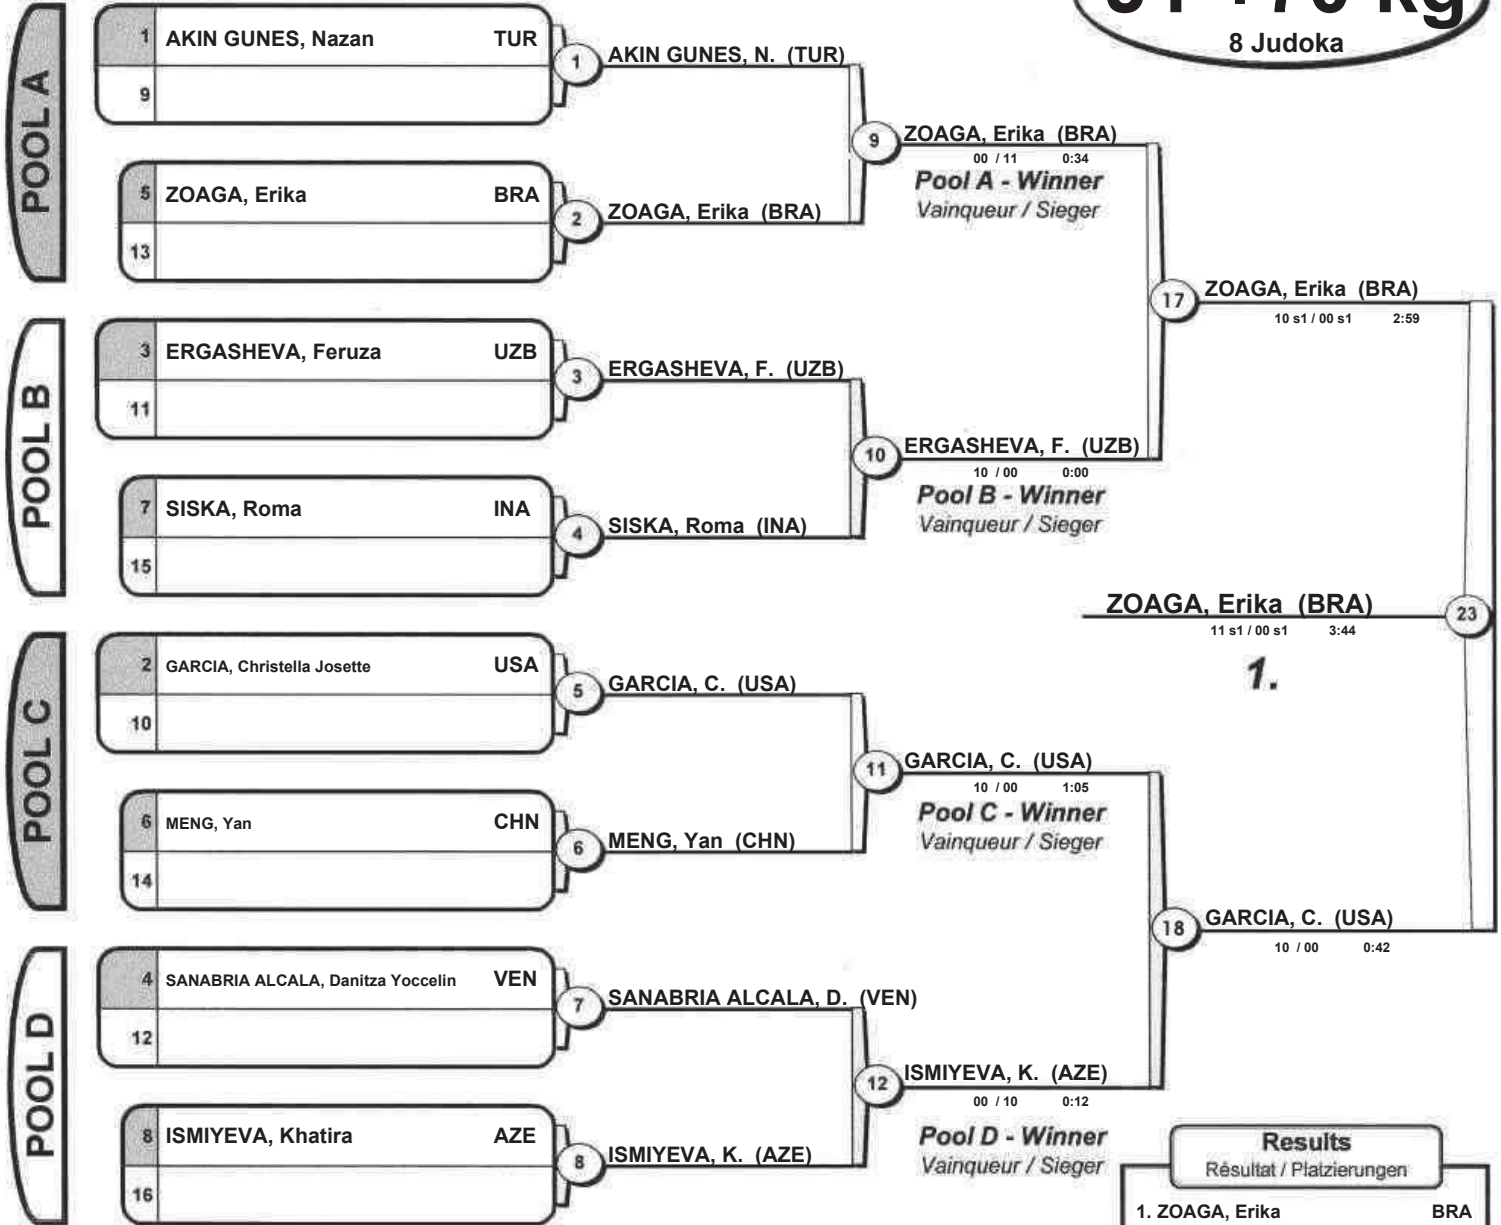 8 Judoka
POOL A
1 AKIN GUNES, Nazan TUR
9
1
AKIN GUNES, N. (TUR)
5 ZOAGA, Erika BRA
13
2
ZOAGA, Erika (BRA)
9
ZOAGA, Erika (BRA)
00 / 11 0:34
Pool A - Winner
Vainqueur / Sieger
POOL B
3 ERGASHEVA, Feruza UZB
11
3
ERGASHEVA, F. (UZB)
7 SISKA, Roma INA
15
4
SISKA, Roma (INA)
10
ERGASHEVA, F. (UZB)
10 / 00 0:00
Pool B - Winner
Vainqueur / Sieger
17
ZOAGA, Erika (BRA)
10 s1 / 00 s1 2:59
ZOAGA, Erika (BRA)
11 s1 / 00 s1 3:44
1.
23
POOL C
2 GARCIA, Christella Josette USA
10
5
GARCIA, C. (USA)
6 MENG, Yan CHN
14
6
MENG, Yan (CHN)
11
GARCIA, C. (USA)
10 / 00 1:05
Pool C - Winner
Vainqueur / Sieger
18
GARCIA, C. (USA)
10 / 00 0:42
POOL D
4 SANABRIA ALCALA, Danitza Yoccelin VEN
12
7
SANABRIA ALCALA, D. (VEN)
8 ISMIYEVA, Khatira AZE
16
8
ISMIYEVA, K. (AZE)
12
ISMIYEVA, K. (AZE)
00 / 10 0:12
Pool D - Winner
Vainqueur / Sieger
Results
Résultat / Platzierungen
1. ZOAGA, Erika BRA